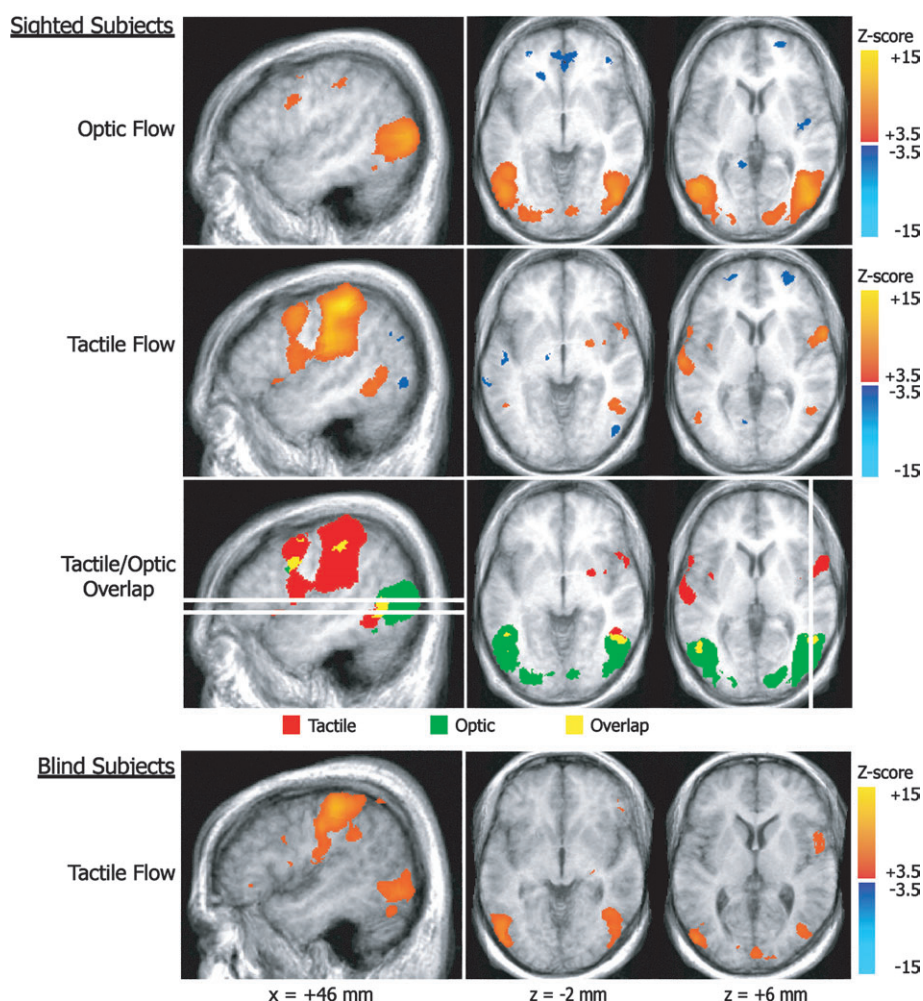 Sighted Subjects
Z-score
+15
Optic Flow
+3.5
-3.5
-15
Tactile Flow
Z-score
+15
+3.5
-3.5
-15
Tactile/Optic
Overlap
Tactile
Optic
Overlap
Blind Subjects
Z-score
+15
Tactile Flow
+3.5
-3.5
-15
x = +46 mm
z = -2 mm
z = +6 mm